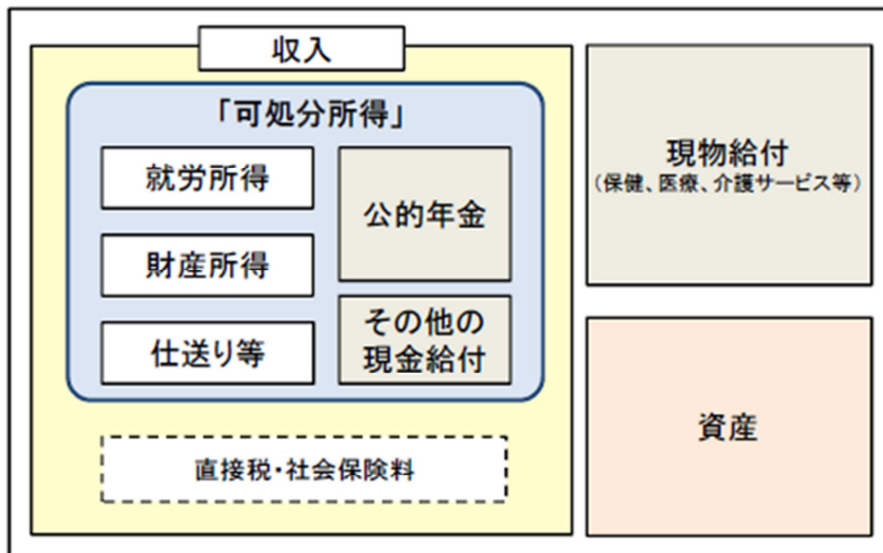 収入
「可処分所得」
就労所得
財産所得
仕送り等
公的年金
その他の
現金給付
直接税・社会保険料
現物給付
（保健、医療、介護サービス等）
資産